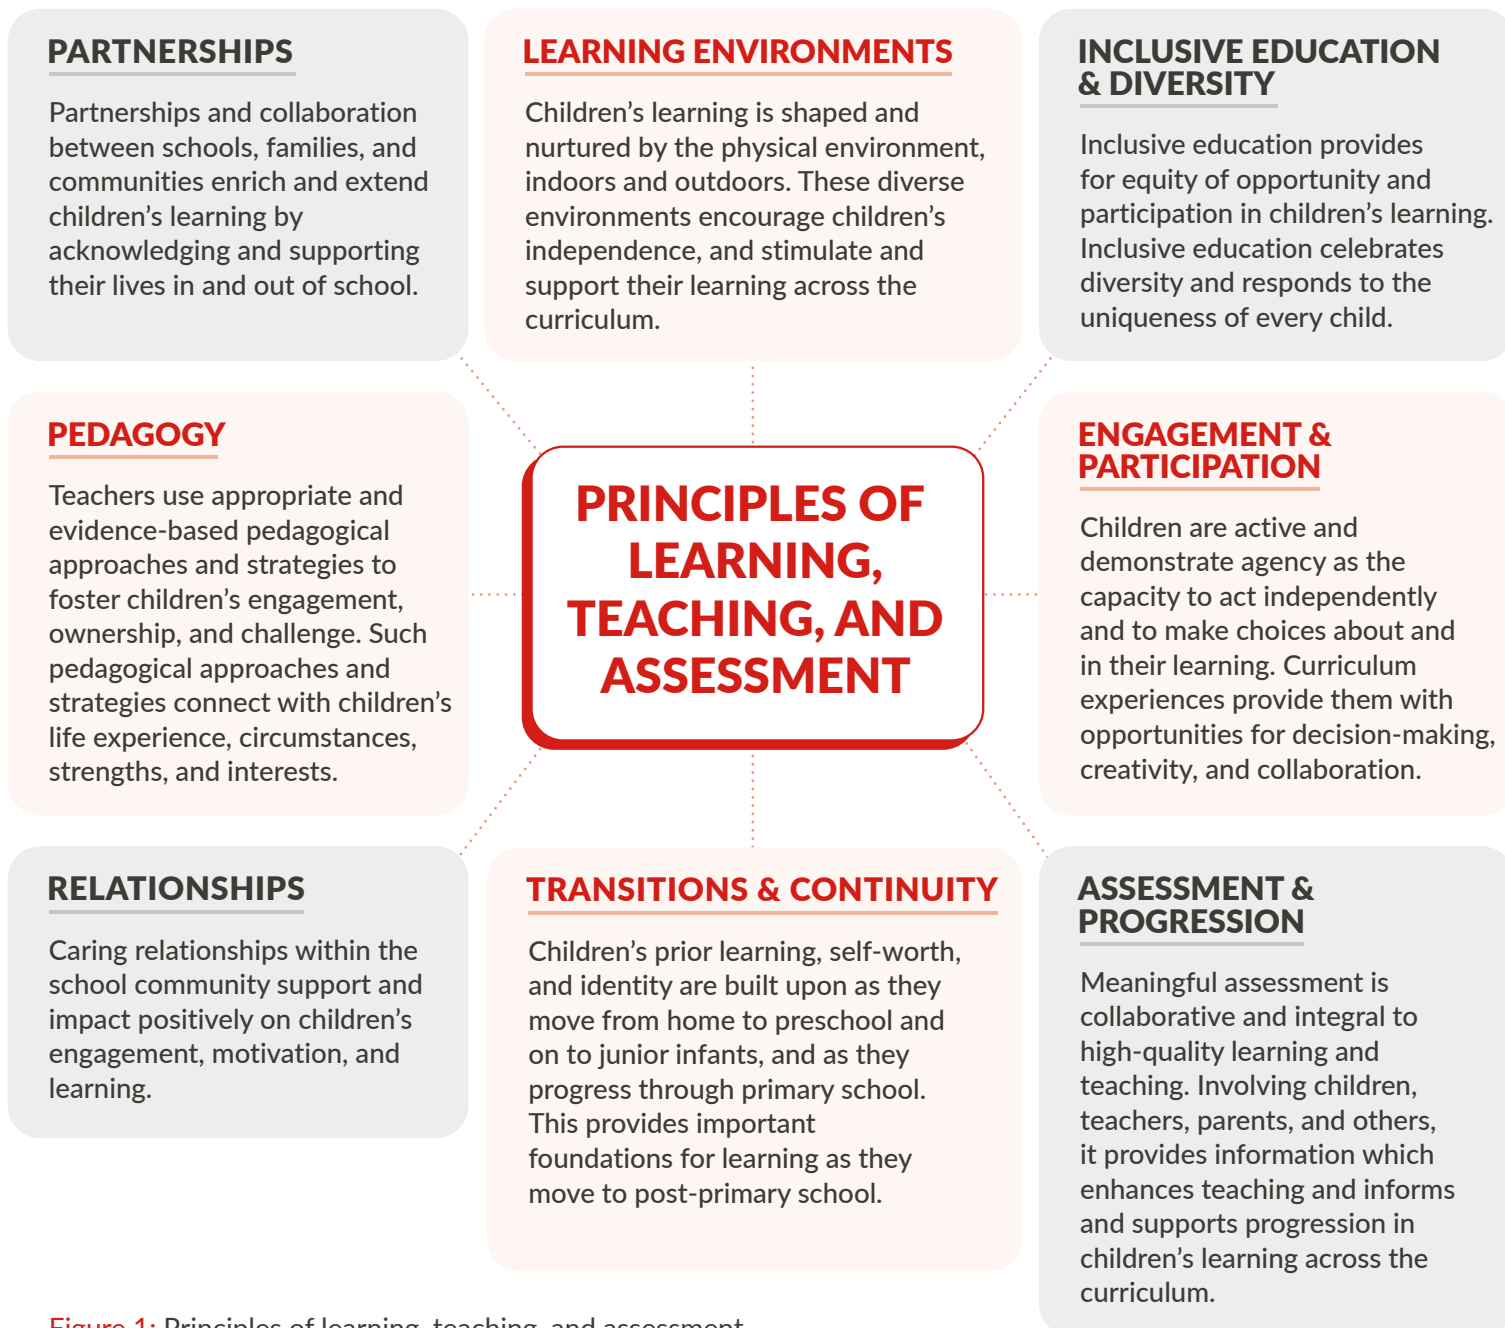 PARTNERSHIPS
Partnerships and collaboration
between schools, families, and
communities enrich and extend
children’s learning by
acknowledging and supporting
their lives in and out of school.
LEARNING ENVIRONMENTS
Children’s learning is shaped and
nurtured by the physical environment,
indoors and outdoors. These diverse
environments encourage children’s
independence, and stimulate and
support their learning across the
curriculum.
INCLUSIVE EDUCATION
& DIVERSITY
Inclusive education provides
for equity of opportunity and
participation in children’s learning.
Inclusive education celebrates
diversity and responds to the
uniqueness of every child.
PEDAGOGY
Teachers use appropriate and
evidence-based pedagogical
approaches and strategies to
foster children’s engagement,
ownership, and challenge. Such
pedagogical approaches and
strategies connect with children’s
life experience, circumstances,
strengths, and interests.
PRINCIPLES OF
LEARNING,
TEACHING, AND
ASSESSMENT
ENGAGEMENT &
PARTICIPATION
Children are active and
demonstrate agency as the
capacity to act independently
and to make choices about and
in their learning. Curriculum
experiences provide them with
opportunities for decision-making,
creativity, and collaboration.
RELATIONSHIPS
Caring relationships within the
school community support and
impact positively on children’s
engagement, motivation, and
learning.
TRANSITIONS & CONTINUITY
Children’s prior learning, self-worth,
and identity are built upon as they
move from home to preschool and
on to junior infants, and as they
progress through primary school.
This provides important
foundations for learning as they
move to post-primary school.
ASSESSMENT &
PROGRESSION
Meaningful assessment is
collaborative and integral to
high-quality learning and
teaching. Involving children,
teachers, parents, and others,
it provides information which
enhances teaching and informs
and supports progression in
children’s learning across the
curriculum.
Figure 1: Principles of learning, teaching, and assessment